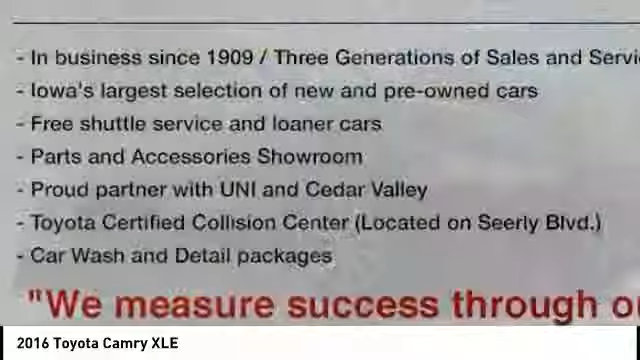 - In business since 1909 / Three Generations of Sales and
- Iowa's largest selection of new and pre-owned cars
- Free shuttle service and loaner cars
- Parts and Accessories Showroom
- Proud partner with UNI and Cedar Valley
- Toyota Certified Collision Center (Located on Seerly Blvd.)
- Car Wash and Detail packages
"We measure success through
2016 Toyota Camry XLE